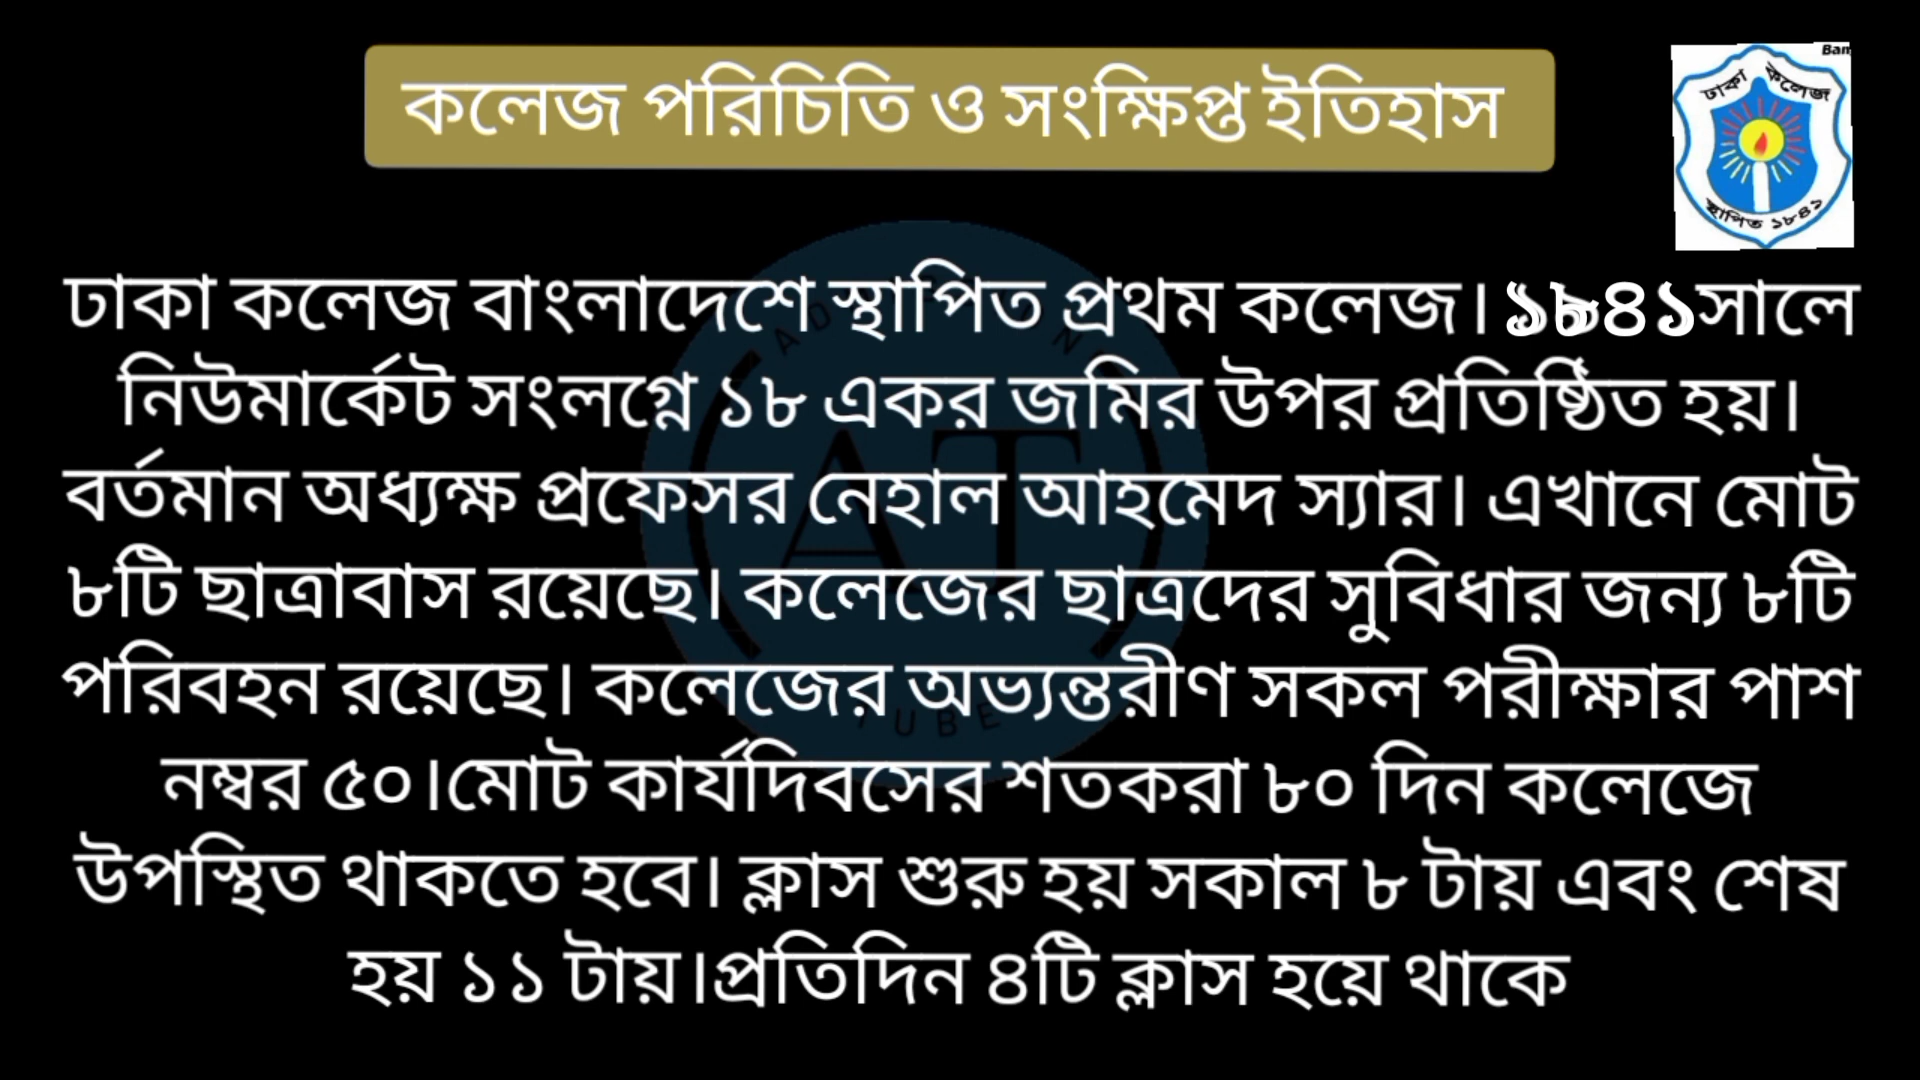 কলেজ পরিচিতি ও সংক্ষিপ্ত ইতিহাস
Bam
ঢাকা কলেজ
স্থাপিত ১৮৪১
ঢাকা কলেজ বাংলাদেশে স্থাপিত প্রথম কলেজ। ১৮৪১সালে
নিউমার্কেট সংলগ্নে ১৮ একর জমির উপর প্রতিষ্ঠিত হয়।
বর্তমান অধ্যক্ষ প্রফেসর নেহাল আহমেদ স্যার। এখানে মোট
৮টি ছাত্রাবাস রয়েছে। কলেজের ছাত্রদের সুবিধার জন্য ৮টি
পরিবহন রয়েছে। কলেজের অভ্যন্তরীণ সকল পরীক্ষার পাশ
নম্বর ৫০।মোট কার্যদিবসের শতকরা ৮০ দিন কলেজে
উপস্থিত থাকতে হবে। ক্লাস শুরু হয় সকাল ৮ টায় এবং শেষ
হয় ১১ টায়।প্রতিদিন ৪টি ক্লাস হয়ে থাকে
AT
TUBE